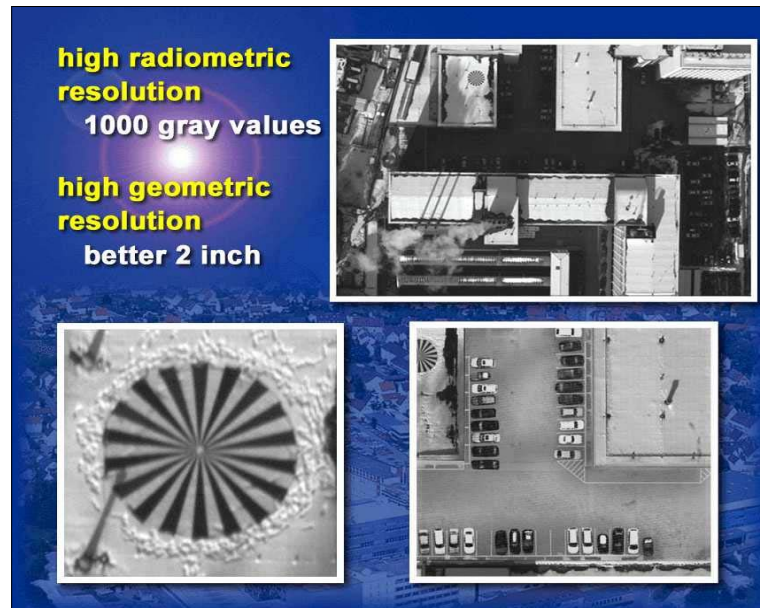 high radiometric
resolution
1000 gray values
high geometric
resolution
better 2 inch